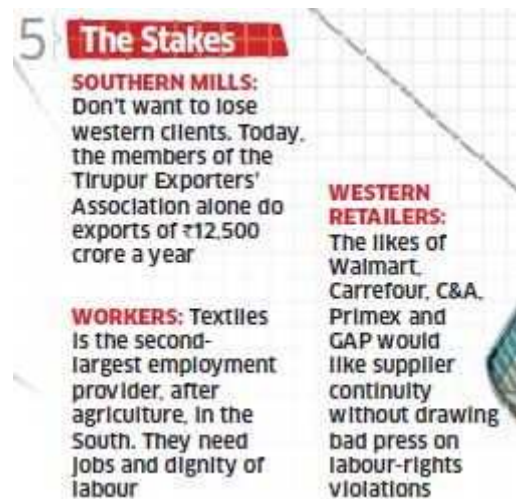 5 The Stakes
SOUTHERN MILLS:
Don't want to lose
western clients. Today,
the members of the
Tirupur Exporters'
Association alone do
exports of ₹12,500
crore a year
WORKERS: Textiles
is the second-
largest employment
provider, after
agriculture, in the
South. They need
jobs and dignity of
labour
WESTERN
RETAILERS:
The likes of
Walmart,
Carrefour, C&A,
Primex and
GAP would
like supplier
continuity
without drawing
bad press on
labour-rights
violations